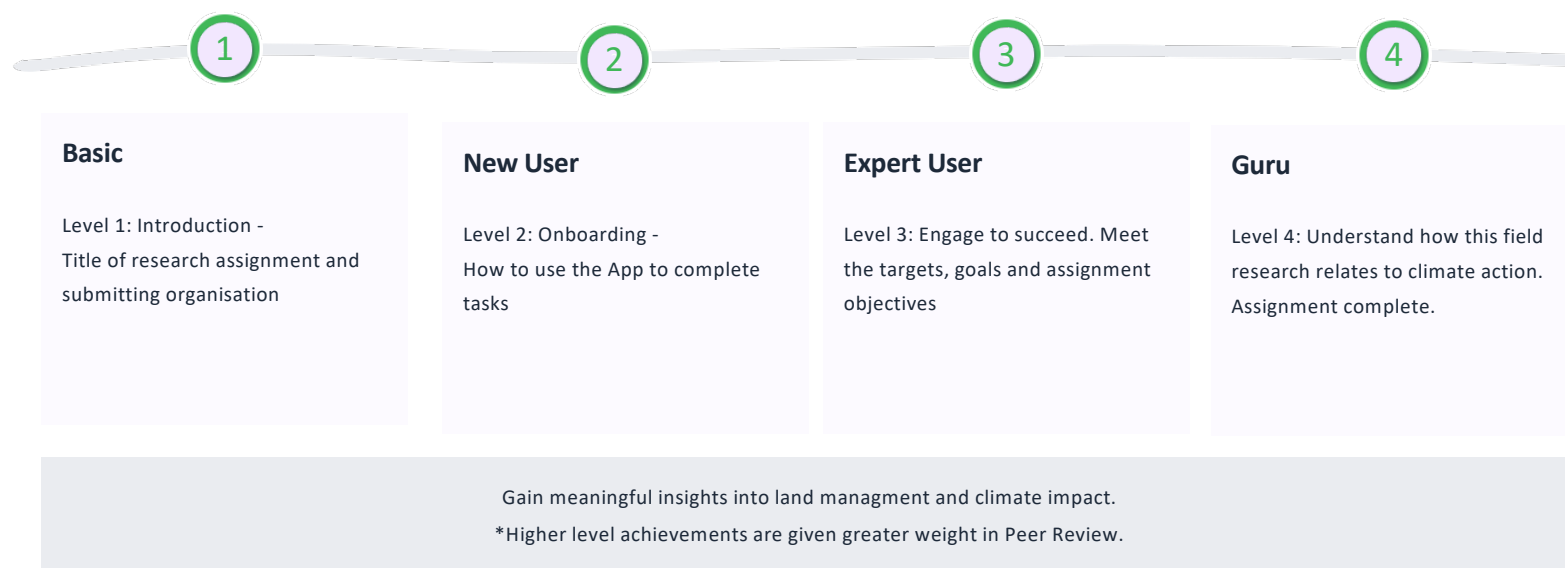 1
2
3
4
Basic
Level 1: Introduction -
Title of research assignment and
submitting organisation
New User
Level 2: Onboarding -
How to use the App to complete
tasks
Expert User
Level 3: Engage to succeed. Meet
the targets, goals and assignment
objectives
Guru
Level 4: Understand how this field
research relates to climate action.
Assignment complete.
Gain meaningful insights into land managment and climate impact.
*Higher level achievements are given greater weight in Peer Review.